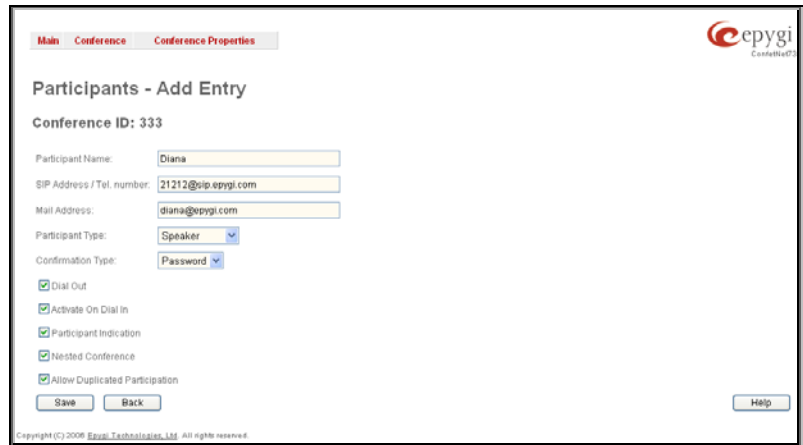 Main Conference Conference Properties
epygi
Participants - Add Entry
Conference ID: 333
Participant Name: Diana
SIP Address / Tel. number: 21212@sip.epygi.com
Mail Address: diana@epygi.com
Participant Type: Speaker
Confirmation Type: Password
Dial Out
Activate On Dial In
Participant Indication
Nested Conference
Allow Duplicated Participation
Save Back Help
Copyright (C) 2006 Epygi Technologies, Ltd. All rights reserved.